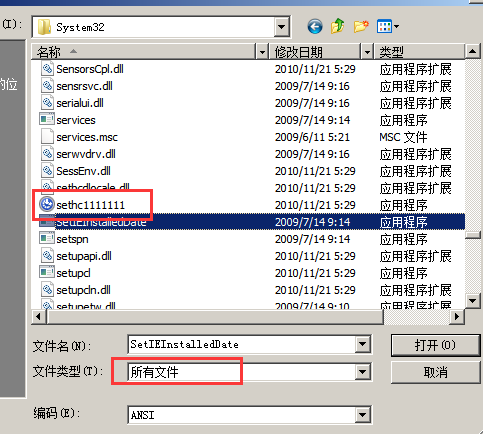 (I):
System32
的位
名称 修改日期 类型
SensorsCpl.dll 2010/11/21 5:29 应用程序扩展
sensrsvc.dll 2009/7/14 9:16 应用程序扩展
serialui.dll 2009/7/14 9:16 应用程序扩展
services 2009/7/14 9:14 应用程序
services.msc 2009/6/11 5:21 MSC 文件
serwvdrv.dll 2009/7/14 9:16 应用程序扩展
SessEnv.dll 2010/11/21 5:29 应用程序扩展
sethcdlocale.dll 2010/11/21 5:29 应用程序扩展
sethc1111111 2010/11/21 5:29 应用程序
SetIEInstalledDate 2009/7/14 9:14 应用程序
setspn 2009/7/14 9:14 应用程序
setupapi.dll 2010/11/21 5:29 应用程序扩展
setupcl 2010/11/21 5:29 应用程序
setupcln.dll 2010/11/21 5:29 应用程序扩展
setupetw.dll 2009/7/14 9:10 应用程序扩展
文件名(N): SetIEInstalledDate 打开(O)
文件类型(T): 所有文件 取消
编码(E): ANSI